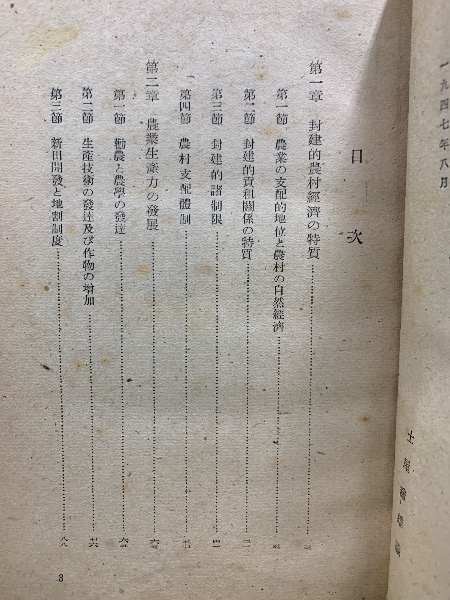 一九四七年八月
土屋喬雄
目次
第一章 封建的農村經濟の特質
第一節 農業の支配的地位と農村の自然經濟
第二節 封建的貢租關係の特質
第三節 封建的諸制限
第四節 農村支配體制
第二章 農業生產力の發展
第一節 勸農と農學の發達
第二節 生產技術の發達及び作物の增加
第三節 新田開發と地割制度 八八
3